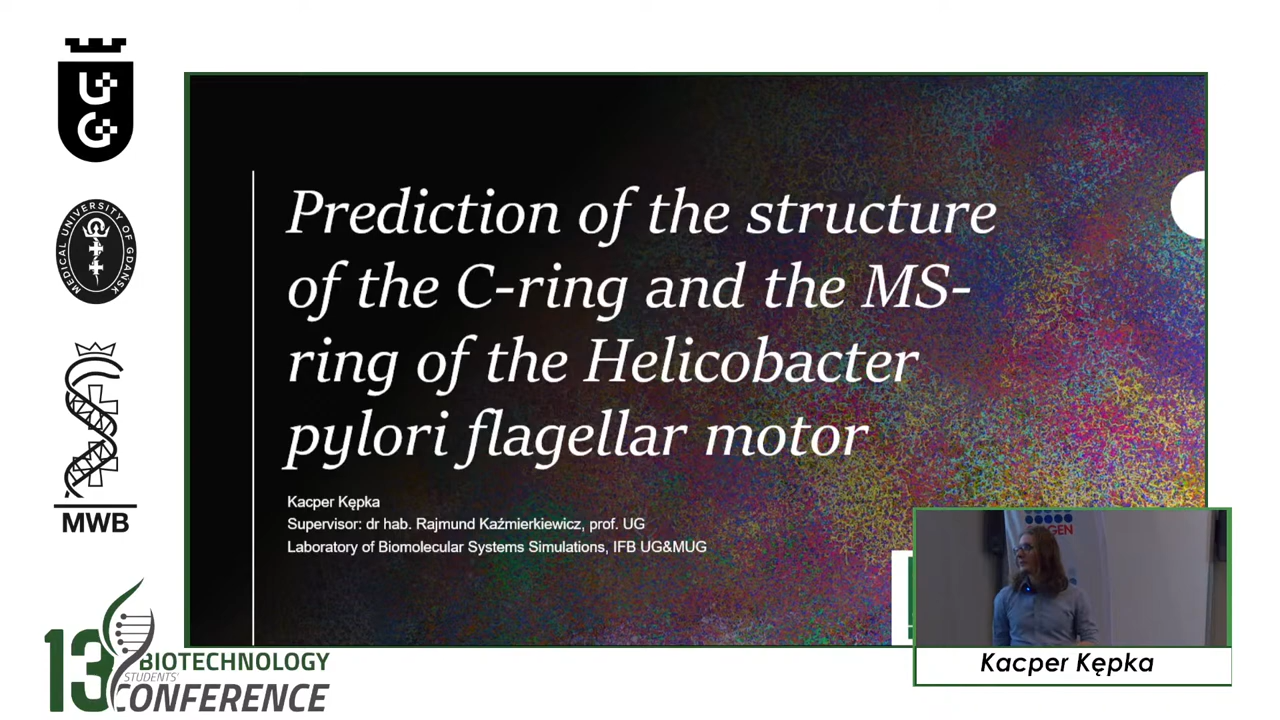 UG
MEDICAL UNIVERSITY OF GDANSK
MWB
13 BIOTECHNOLOGY
STUDENTS'
CONFERENCE
Prediction of the structure
of the C-ring and the MS-
ring of the Helicobacter
pylori flagellar motor
Kacper Kępka
Supervisor: dr hab. Rajmund Kaźmierkiewicz, prof. UG
Laboratory of Biomolecular Systems Simulations, IFB UG&MUG
Kacper Kępka